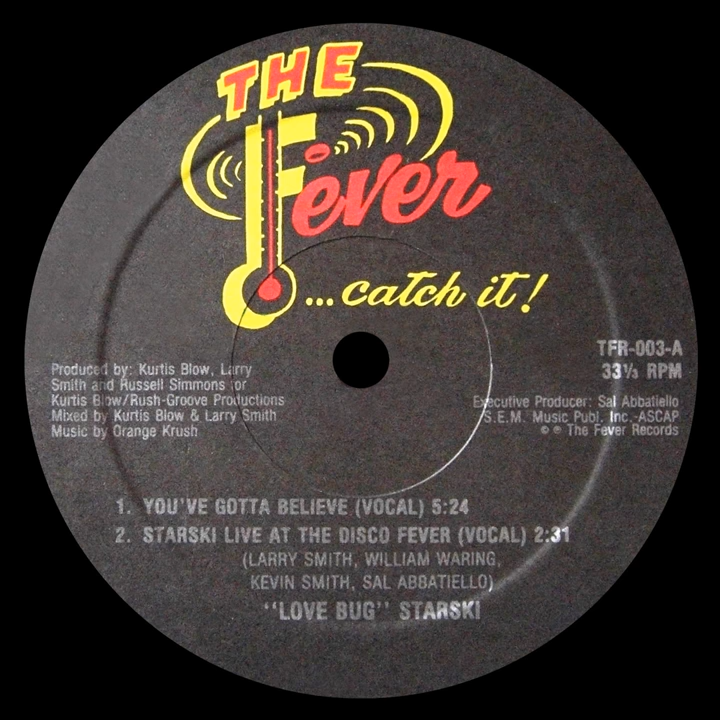 THE
Fever
...catch it!
Produced by: Kurtis Blow, Larry
Smith and Russell Simmons for
Kurtis Blow/Rush-Groove Productions
Mixed by Kurtis Blow & Larry Smith
Music by Orange Krush
TFR-003-A
33⅓ RPM
Executive Producer: Sal Abbatiello
S.E.M. Music Publ. Inc.-ASCAP
© ℗ The Fever Records
1. YOU'VE GOTTA BELIEVE (VOCAL) 5:24
2. STARSKI LIVE AT THE DISCO FEVER (VOCAL) 2:31
(LARRY SMITH, WILLIAM WARING,
KEVIN SMITH, SAL ABBATIELLO)
"LOVE BUG" STARSKI